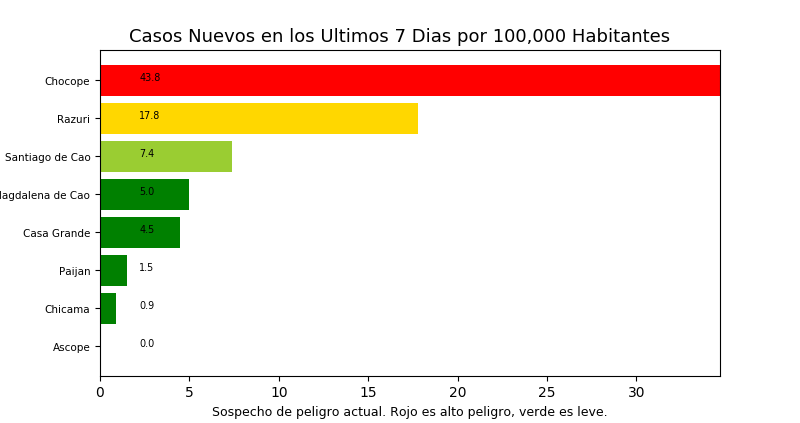 Casos Nuevos en los Ultimos 7 Dias por 100,000 Habitantes
Chocope 43.8
Razuri 17.8
Santiago de Cao 7.4
agdalena de Cao 5.0
Casa Grande 4.5
Paijan 1.5
Chicama 0.9
Ascope 0.0
0 5 10 15 20 25 30
Sospecho de peligro actual. Rojo es alto peligro, verde es leve.